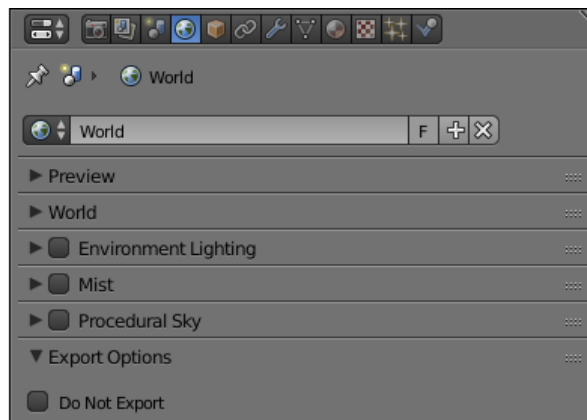 World
World F
Preview
World
Environment Lighting
Mist
Procedural Sky
Export Options
Do Not Export